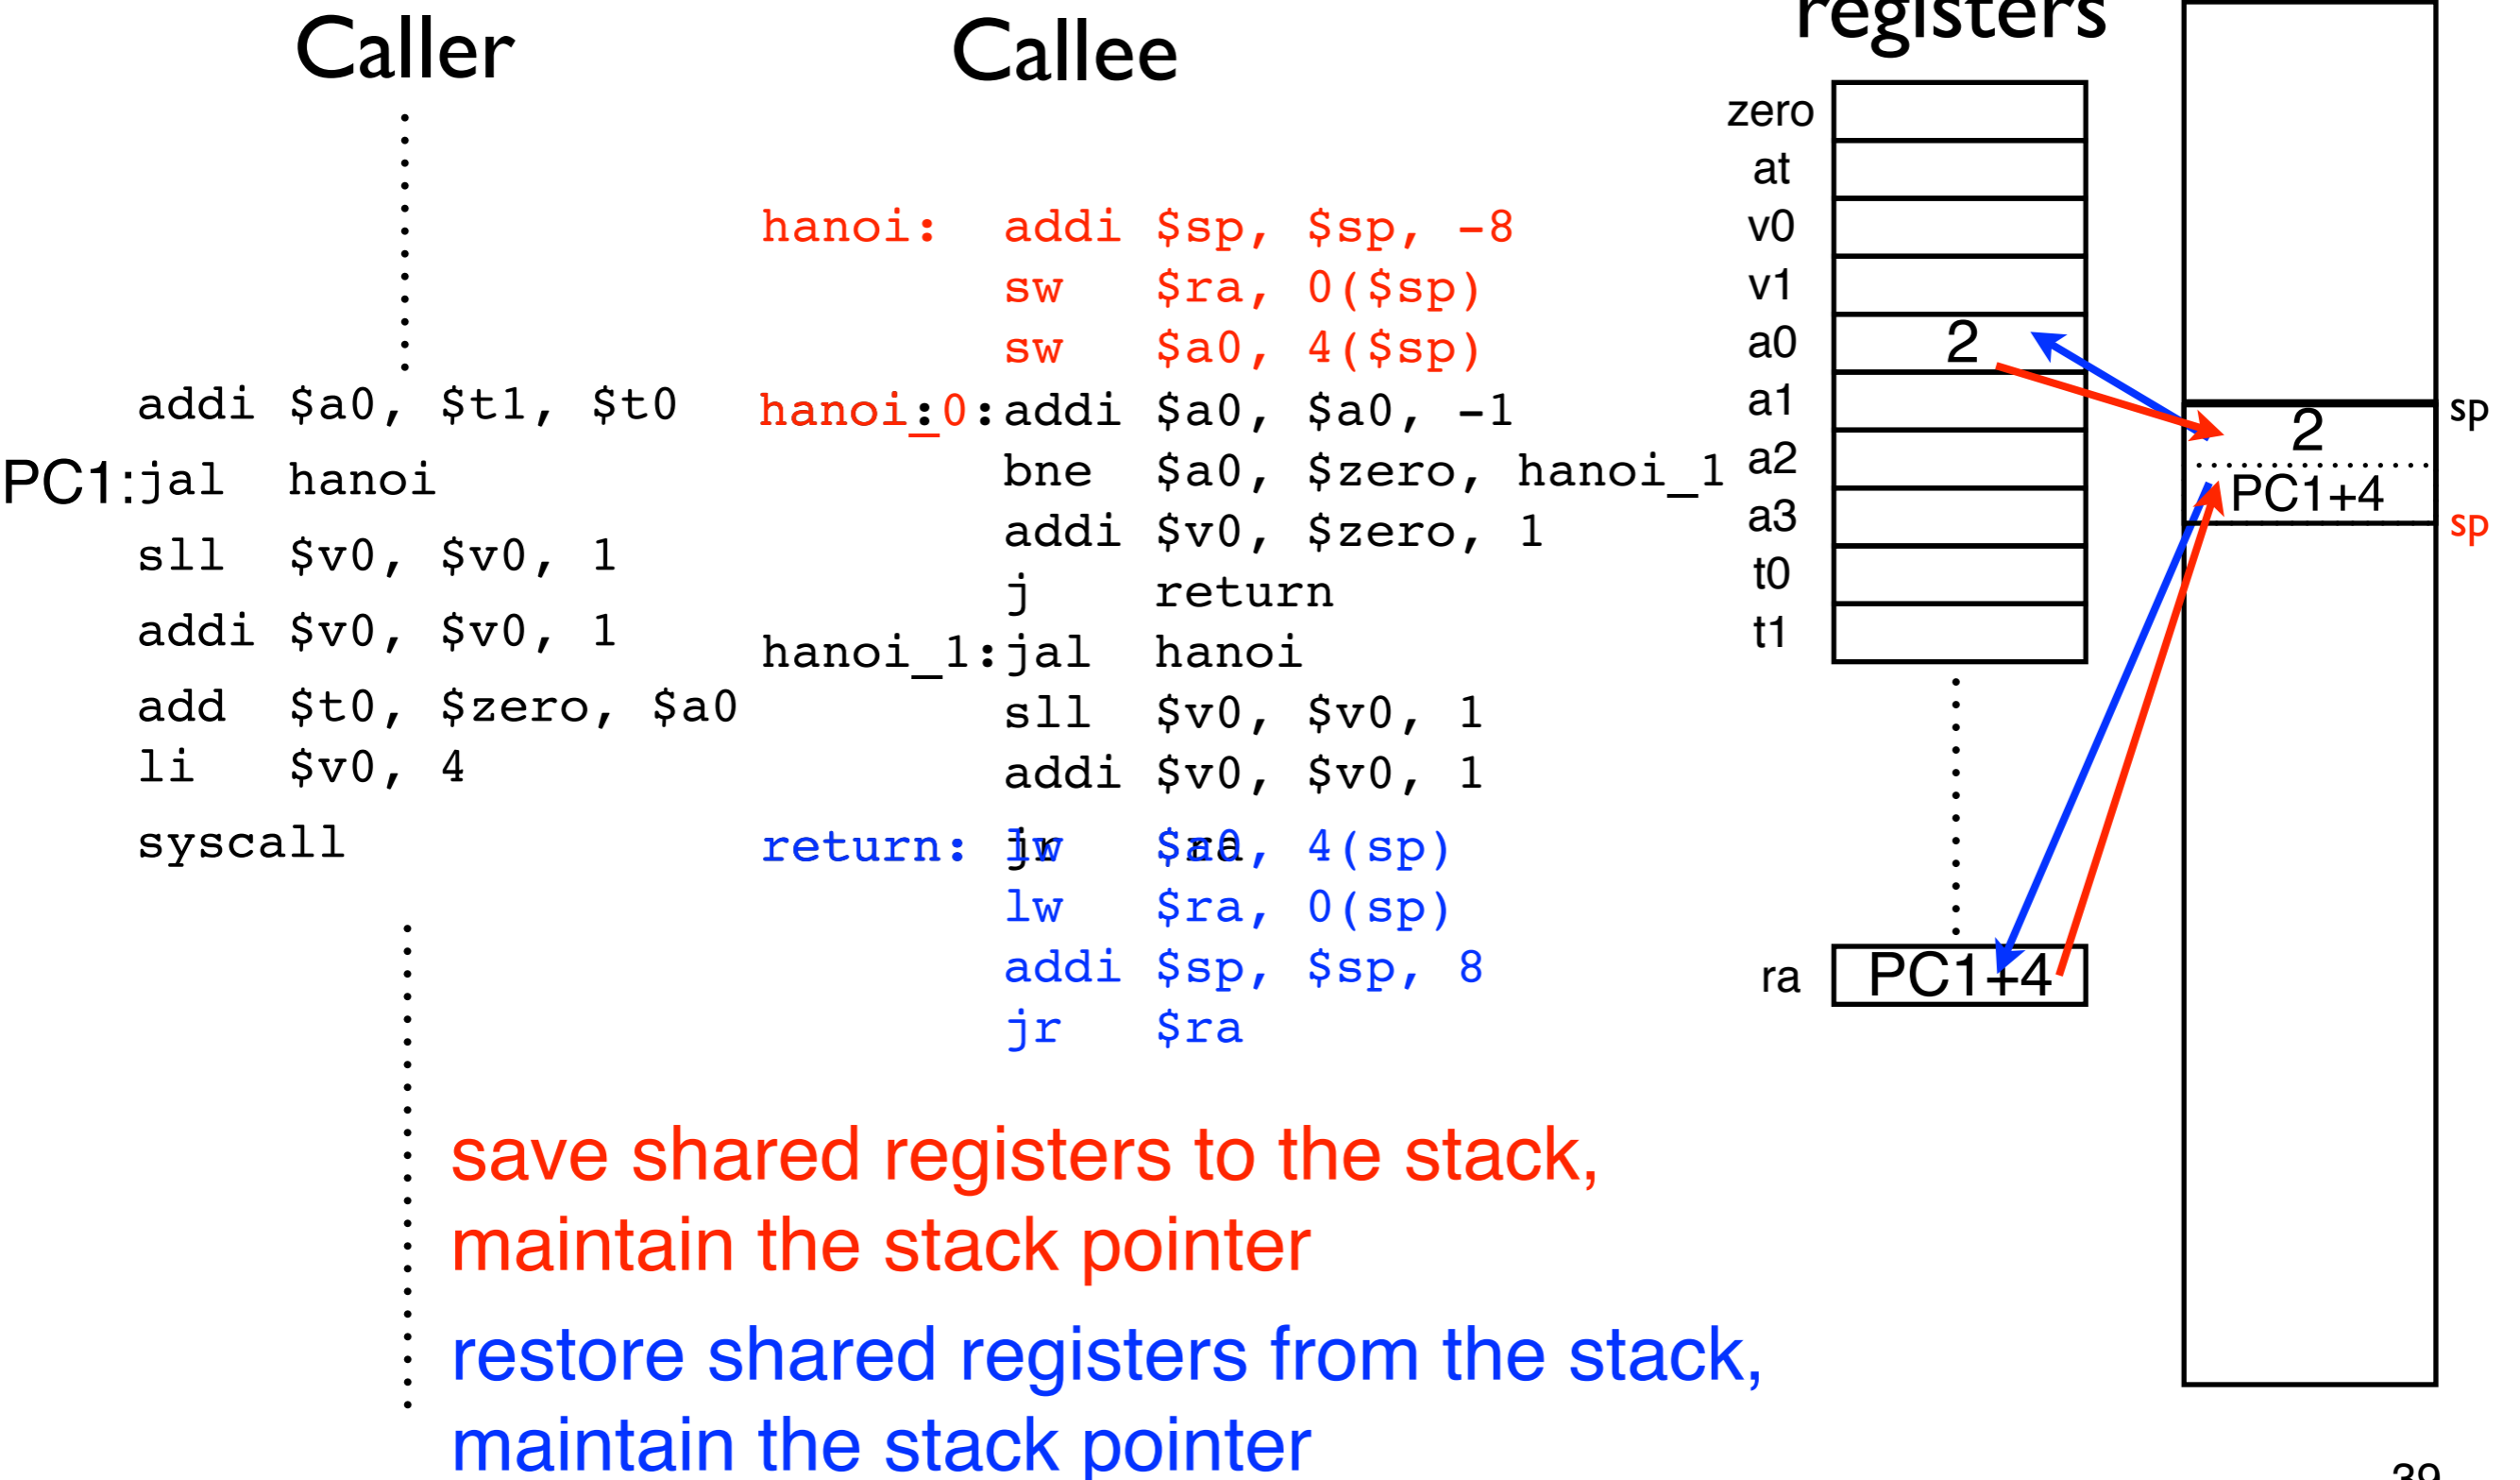 Caller
Callee
registers
addi $a0, $t1, $t0
PC1:jal hanoi
sll $v0, $v0, 1
addi $v0, $v0, 1
add $t0, $zero, $a0
li $v0, 4
syscall
hanoi: addi $sp, $sp, -8
sw $ra, 0($sp)
sw $a0, 4($sp)
hanoi_0:addi $a0, $a0, -1
bne $a0, $zero, hanoi_1
addi $v0, $zero, 1
j return
hanoi_1:jal hanoi
sll $v0, $v0, 1
addi $v0, $v0, 1
return: lw $a0, 4(sp)
jr ra
lw $ra, 0(sp)
addi $sp, $sp, 8
jr $ra
zero
at
v0
v1
a0 2
a1
a2
a3
t0
t1
ra PC1+4
sp
2
PC1+4
sp
save shared registers to the stack,
maintain the stack pointer
restore shared registers from the stack,
maintain the stack pointer
39